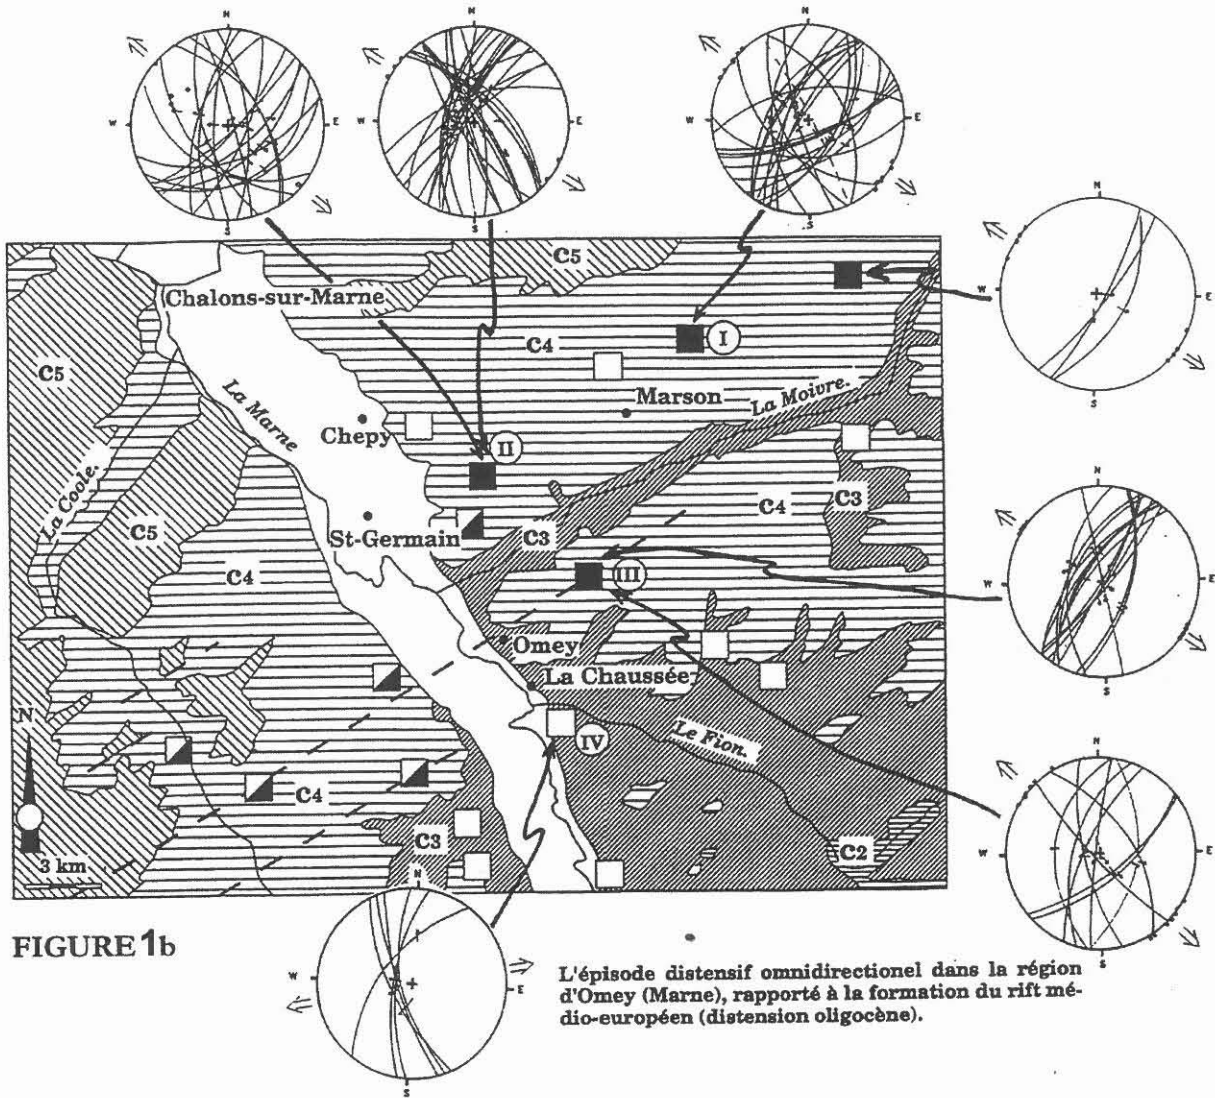 N
W
E
S
N
W
E
S
N
W
E
S
N
W
E
S
C5
Chalons-sur-Marne
C4
I
C5
La Marne
Marson
La Moivre.
Chepy
II
La Coole.
C3
C4
C5
St-Germain
C3
N
W
E
S
C4
III
Omey
La Chaussée
N
IV
Le Fion.
C4
N
W
E
S
C3
C2
3 km
FIGURE 1b
N
W
E
S
L'épisode distensif omnidirectionel dans la région
d'Omey (Marne), rapporté à la formation du rift mé-
dio-européen (distension oligocène).